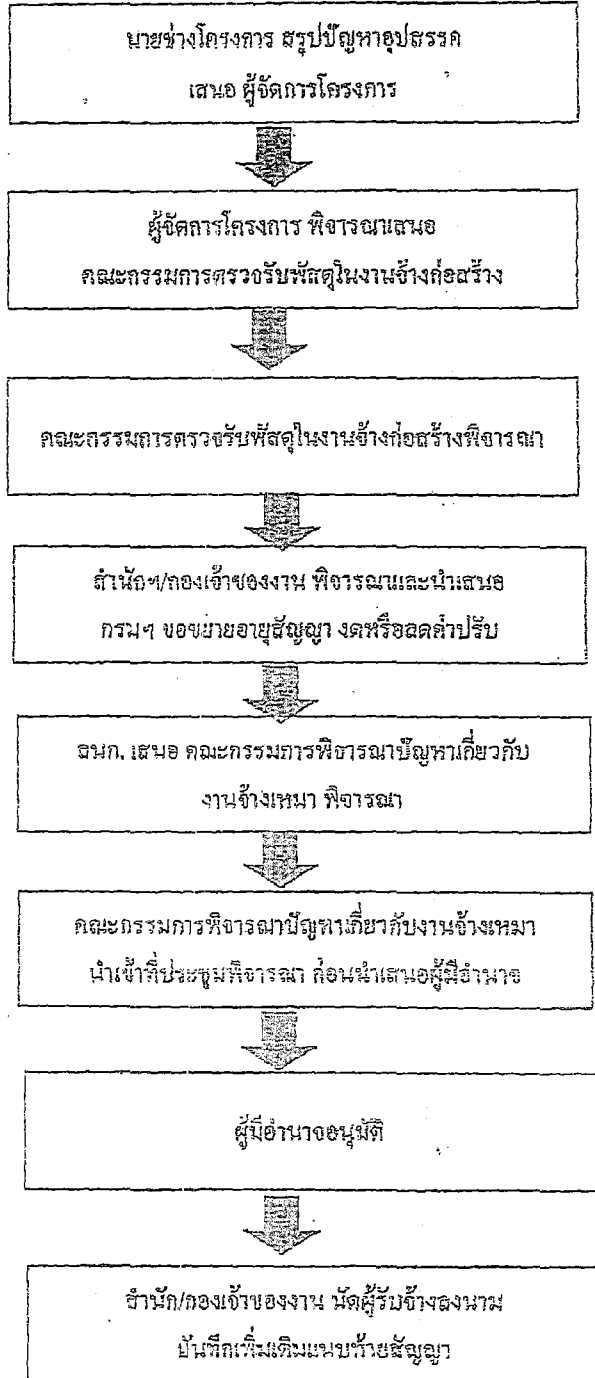 นายช่างโครงการ สรุปปัญหาอุปสรรค
เสนอ ผู้จัดการโครงการ
ผู้จัดการโครงการ พิจารณาเสนอ
คณะกรรมการตรวจรับพัสดุในงานจ้างก่อสร้าง
คณะกรรมการตรวจรับพัสดุในงานจ้างก่อสร้างพิจารณา
สำนักฯ/กองเจ้าของงาน พิจารณาและนำเสนอ
กรมฯ ขอขยายอายุสัญญา งดหรือลดค่าปรับ
เสนอ คณะกรรมการพิจารณาปัญหาเกี่ยวกับ
งานจ้างเหมา พิจารณา
คณะกรรมการพิจารณาปัญหาเกี่ยวกับงานจ้างเหมา
นำเข้าที่ประชุมพิจารณา ก่อนนำเสนอผู้มีอำนาจ
ผู้มีอำนาจอนุมัติ
สำนัก/กองเจ้าของงาน นัดผู้รับจ้างลงนาม
บันทึกเพิ่มเติมแนบท้ายสัญญา